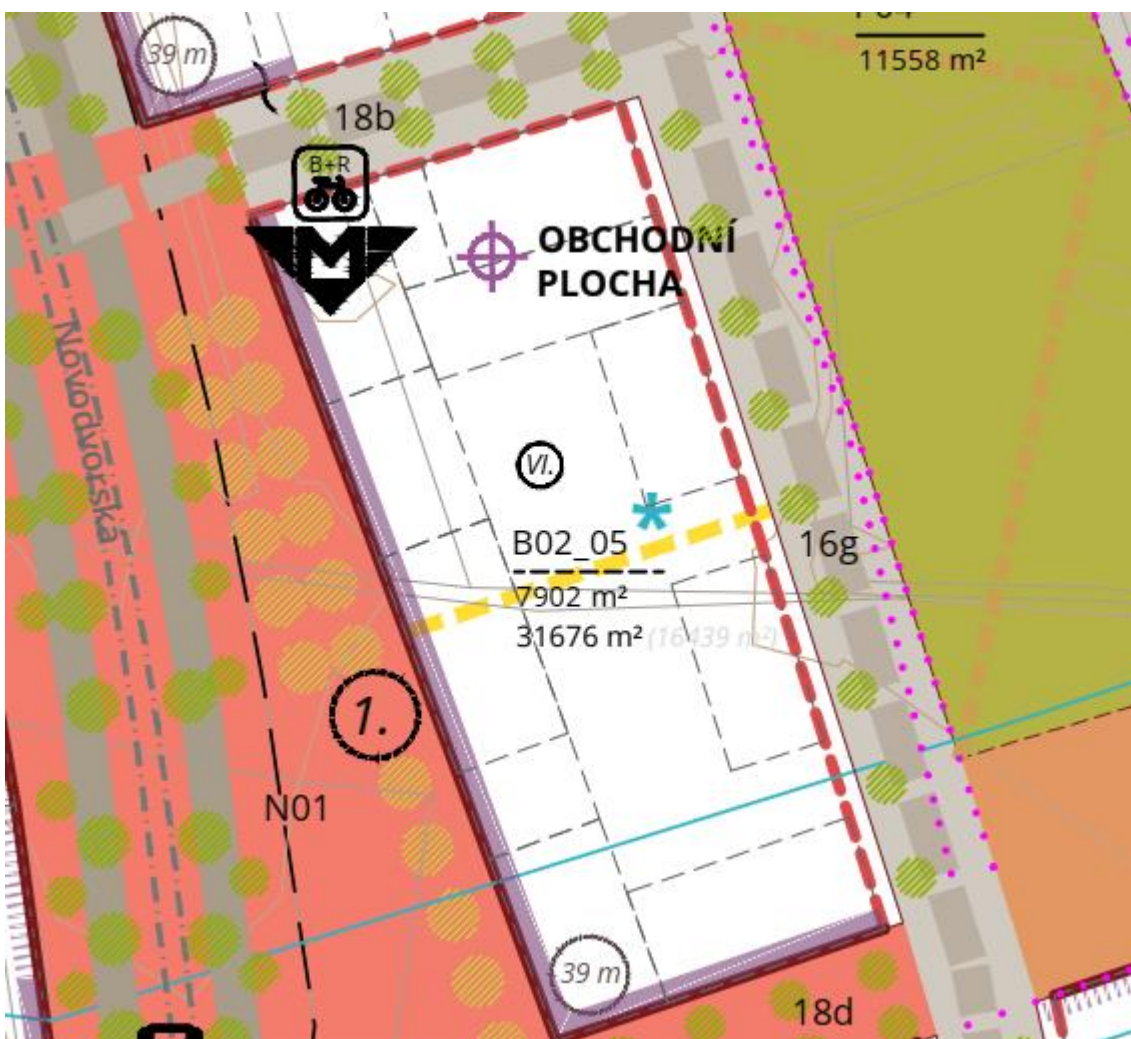 11558 m²
39 m
18b
B+R
M
OBCHODNÍ
PLOCHA
Novodvorská
VI.
B02_05
16g
7902 m²
31676 m² (16439 m²)
1.
N01
39 m
18d